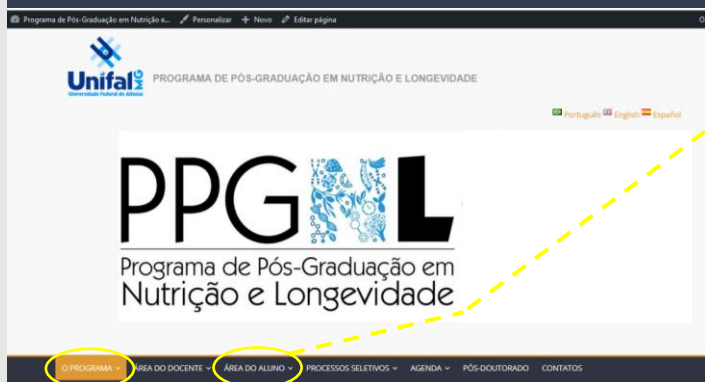 Programa de Pós-Graduação em Nutrição e... Personalizar Novo Editar página O
UnifalMG
Universidade Federal de Alfenas
PROGRAMA DE PÓS-GRADUAÇÃO EM NUTRIÇÃO E LONGEVIDADE
Português English Español
PPGNL
Programa de Pós-Graduação em
Nutrição e Longevidade
O PROGRAMA ÁREA DO DOCENTE ÁREA DO ALUNO PROCESSOS SELETIVOS AGENDA PÓS-DOUTORADO CONTATOS